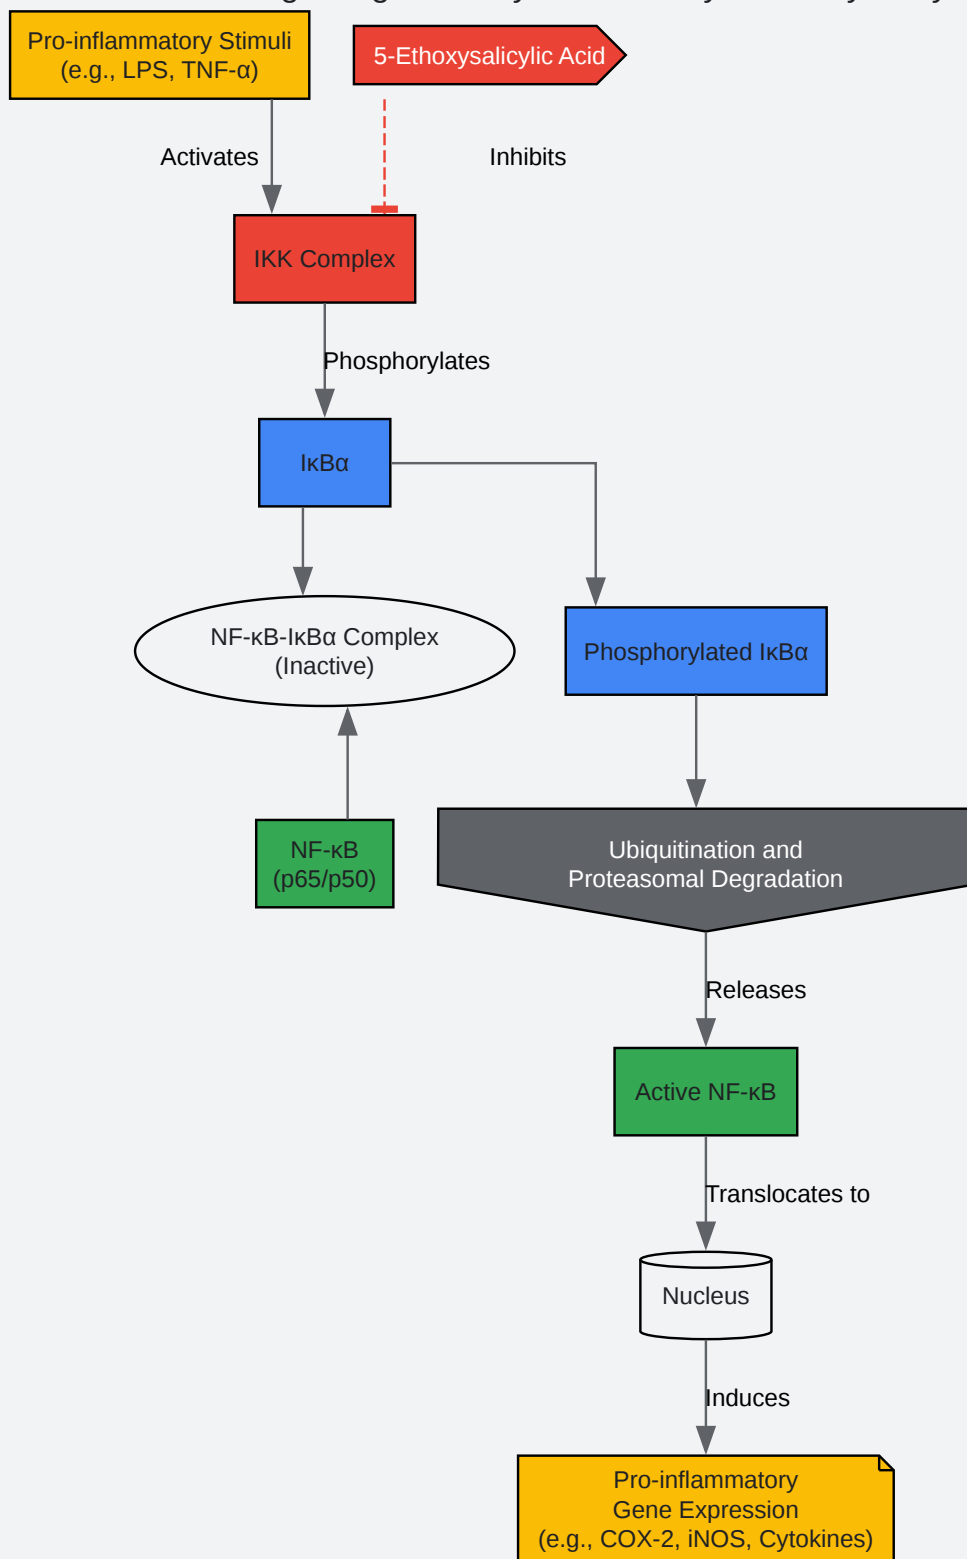 Pro-inflammatory Stimuli
(e.g., LPS, TNF-α)
5-Ethoxysalicylic Acid
Activates
Inhibits
IKK Complex
Phosphorylates
IκBα
NF-κB-IκBα Complex
(Inactive)
Phosphorylated IκBα
NF-κB
(p65/p50)
Ubiquitination and
Proteasomal Degradation
Releases
Active NF-κB
Translocates to
Nucleus
Induces
Pro-inflammatory
Gene Expression
(e.g., COX-2, iNOS, Cytokines)